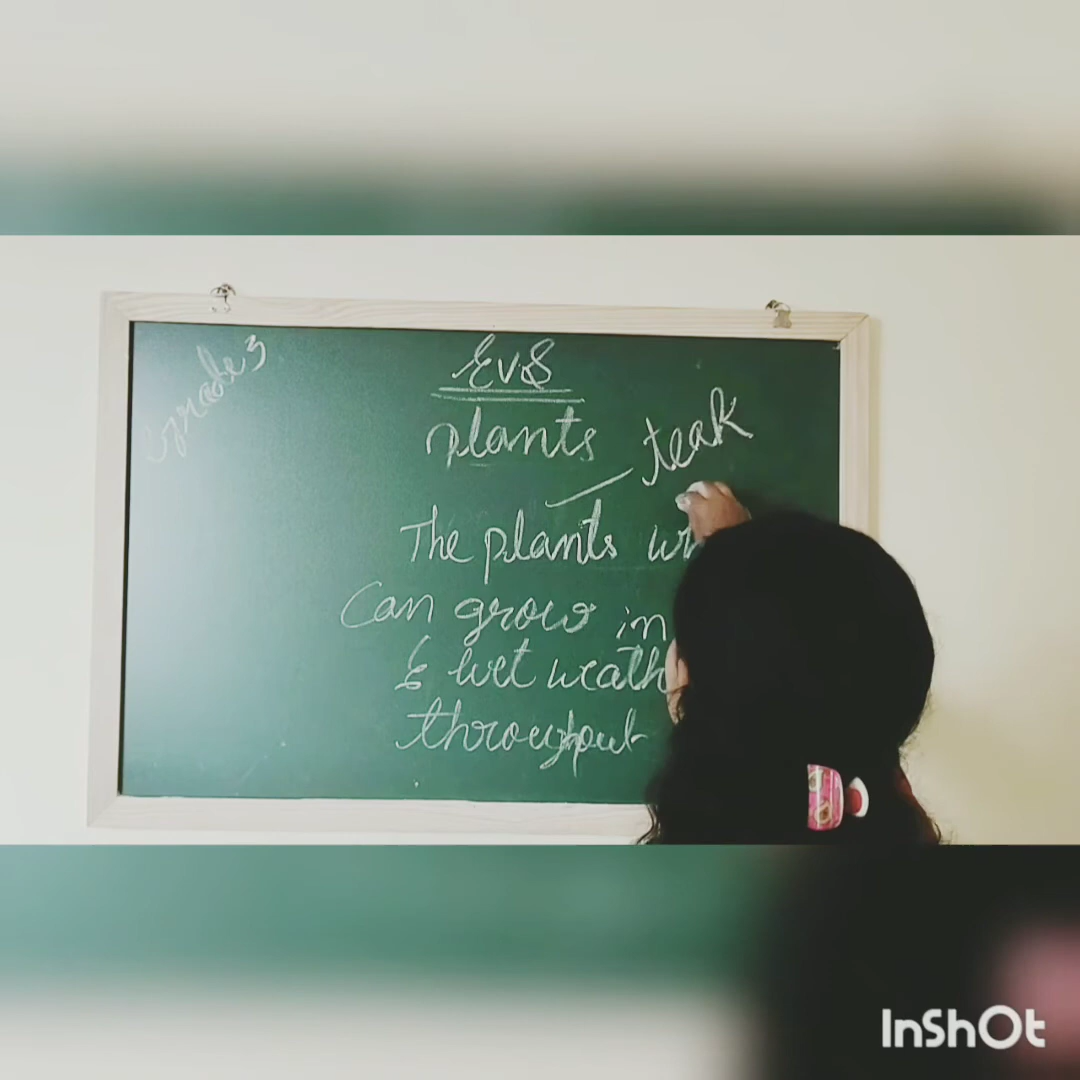 Grade 3
EVS
plants
teak
The plants
Can grow in
& wet weath
throughout
InShOt